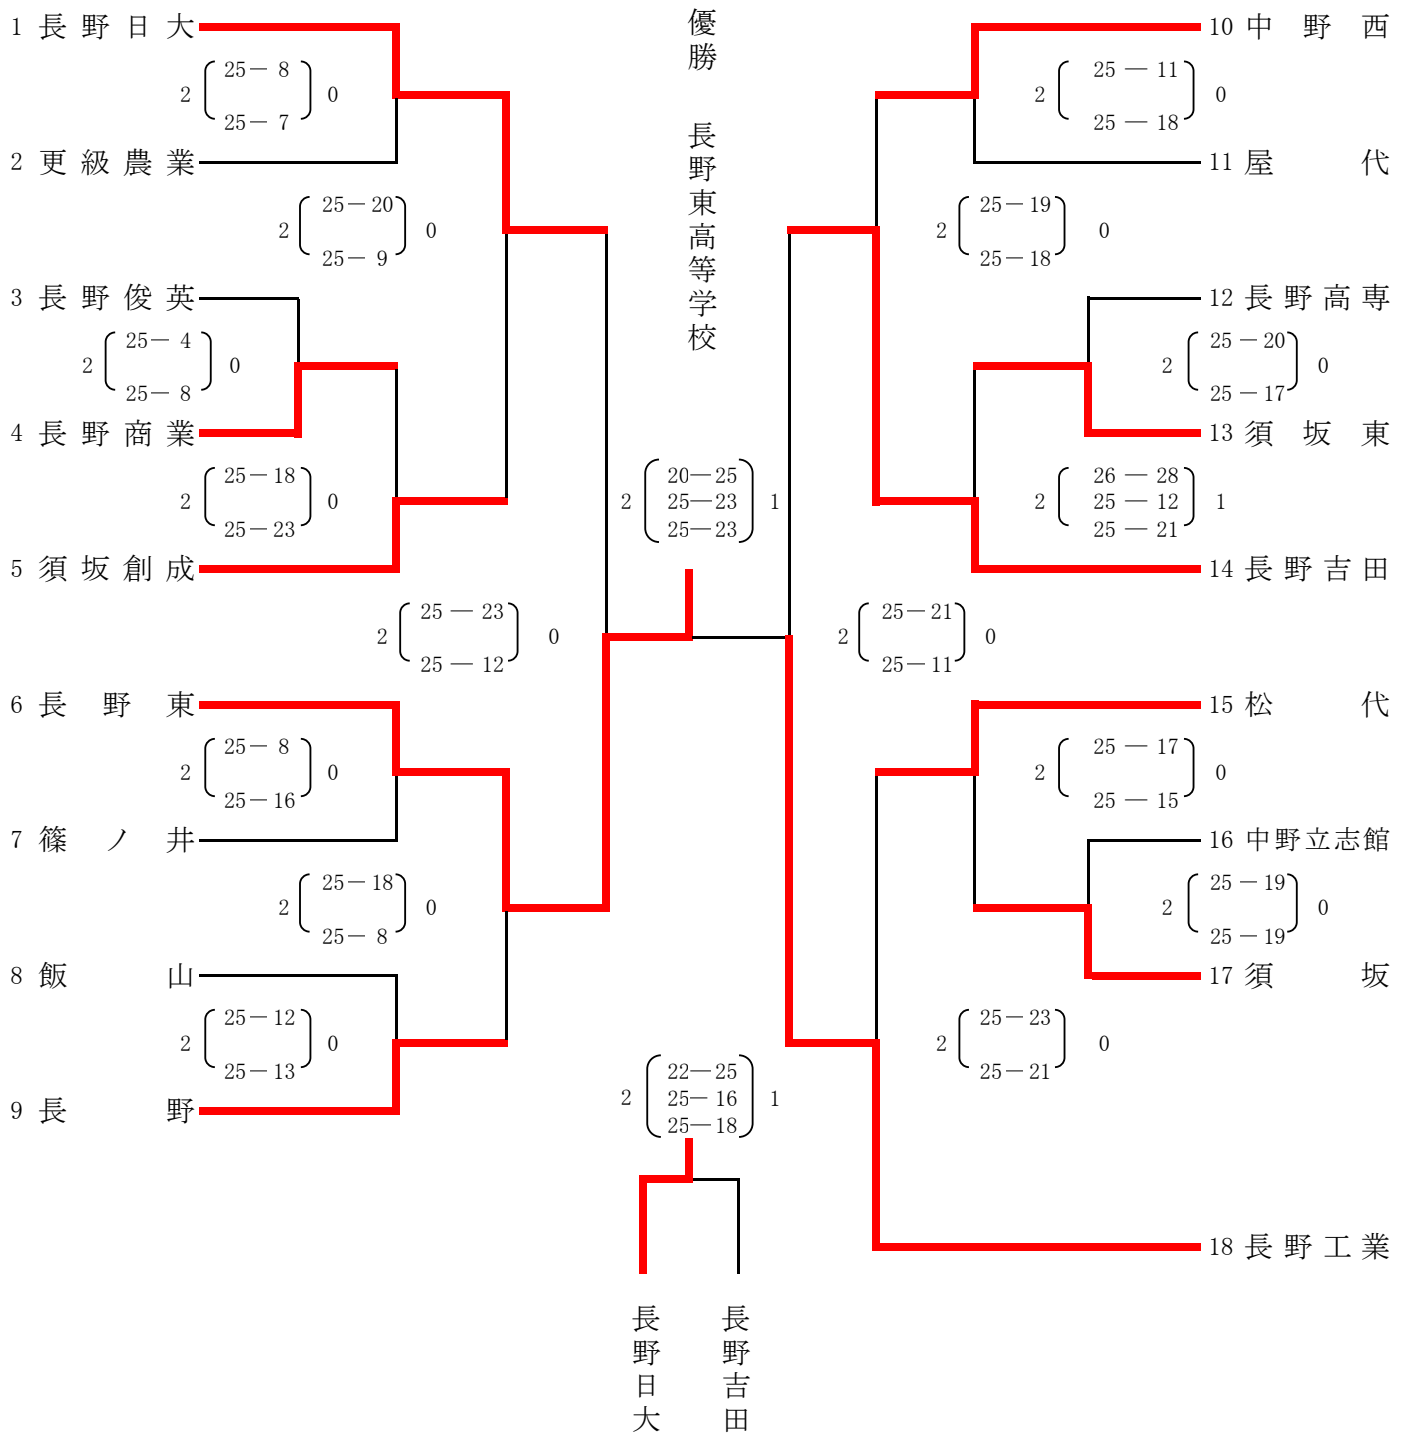 1 長野日大
25－ 8
2 0
25－ 7
2 更級農業
25－20
2 0
25－ 9
3 長野俊英
25－ 4
2 0
25－ 8
4 長野商業
25－18
2 0
25－23
5 須坂創成
25 － 23
2 0
25 － 12
6 長野東
25－ 8
2 0
25－16
7 篠ノ井
25－18
2 0
25－ 8
8 飯山
25－12
2 0
25－13
9 長野
優勝 長野東高等学校
20－25
2 25－23 1
25－23
22－25
2 25－16 1
25－18
長野日大
長野吉田
10 中野西
25 － 11
2 0
25 － 18
11 屋代
25－19
2 0
25－18
12 長野高専
25 －20
2 0
25 －17
13 須坂東
26 － 28
2 25 － 12 1
25 － 21
14 長野吉田
25－21
2 0
25－11
15 松代
25 － 17
2 0
25 － 15
16 中野立志館
25 －19
2 0
25 －19
17 須坂
25－23
2 0
25－21
18 長野工業